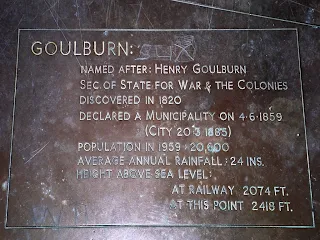 GOULBURN:
NAMED AFTER: HENRY GOULBURN
SEC. OF STATE FOR WAR & THE COLONIES
DISCOVERED IN 1820
DECLARED A MUNICIPALITY ON 4·6·1859
(CITY 20·3·1885)
POPULATION IN 1959 · 20,600
AVERAGE ANNUAL RAINFALL: 24 INS.
HEIGHT ABOVE SEA LEVEL:
AT RAILWAY 2074 FT.
AT THIS POINT 2418 FT.